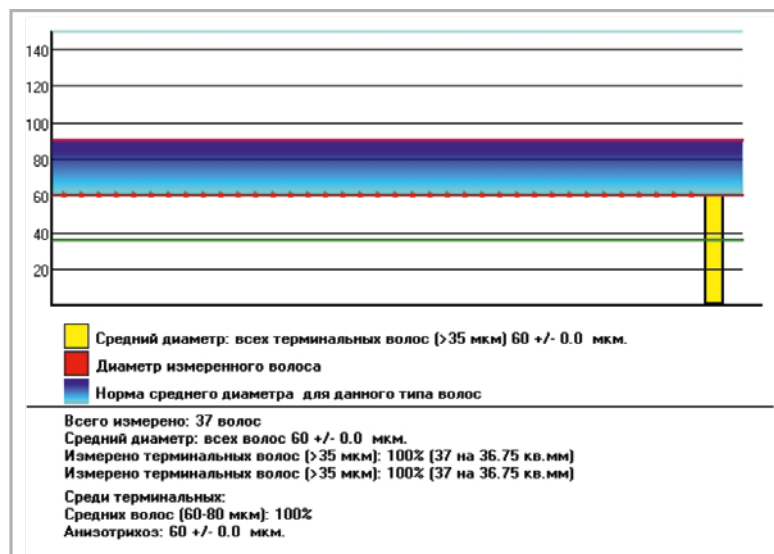 140
120
100
80
60
40
20
Средний диаметр: всех терминальных волос (>35 мкм) 60 +/- 0.0 мкм.
Диаметр измеренного волоса
Норма среднего диаметра для данного типа волос
Всего измерено: 37 волос
Средний диаметр: всех волос 60 +/- 0.0 мкм.
Измерено терминальных волос (>35 мкм): 100% (37 на 36.75 кв.мм)
Измерено терминальных волос (>35 мкм): 100% (37 на 36.75 кв.мм)
Среди терминальных:
Средних волос (60-80 мкм): 100%
Анизотрихоз: 60 +/- 0.0 мкм.